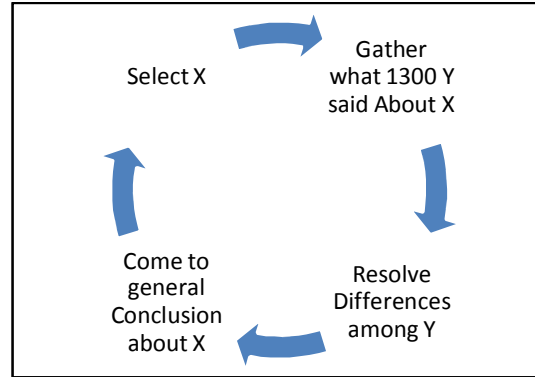 Select X
Gather
what 1300 Y
said About X
Resolve
Differences
among Y
Come to
general
Conclusion
about X